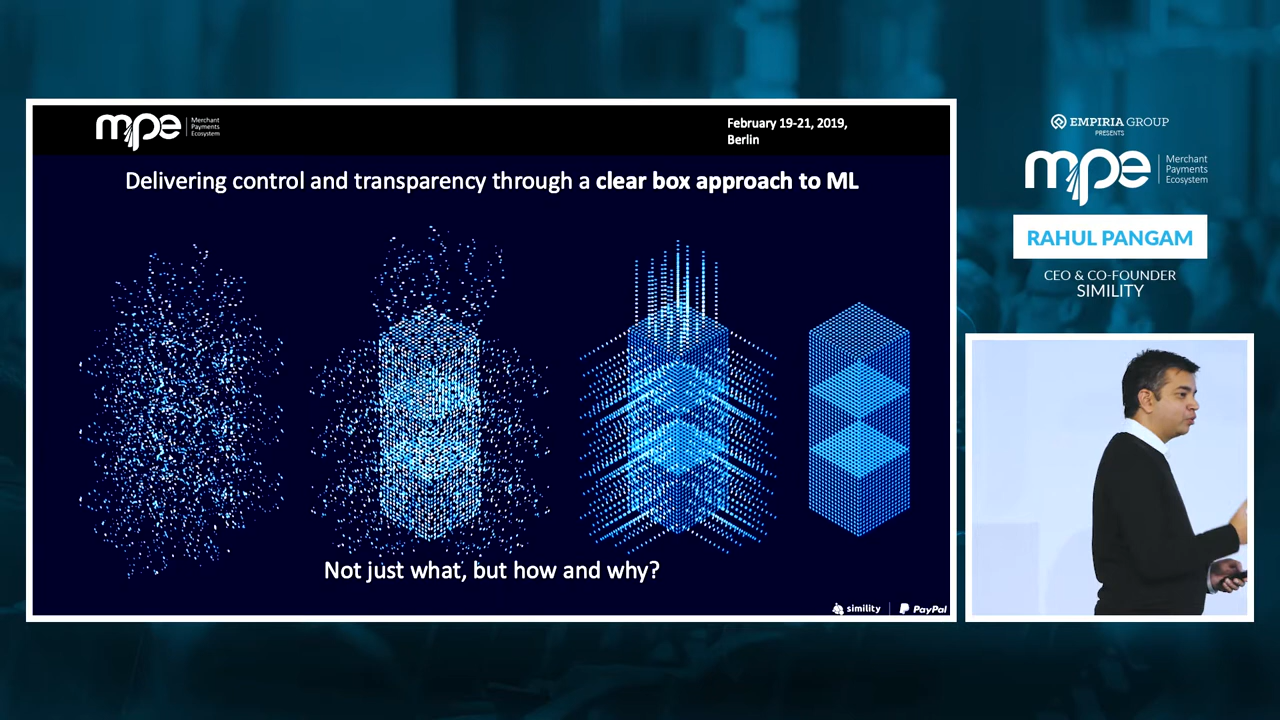 mpe
Merchant
Payments
Ecosystem
February 19-21, 2019,
Berlin
Delivering control and transparency through a clear box approach to ML
Not just what, but how and why?
simility
PayPal
EMPIRIA GROUP
PRESENTS
mpe
Merchant
Payments
Ecosystem
RAHUL PANGAM
CEO & CO-FOUNDER
SIMILITY